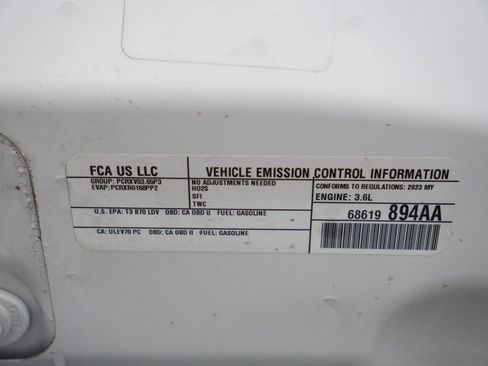 FCA US LLC
GROUP: PCRXV03.65P3
EVAP: PCRXR0168PP2
VEHICLE EMISSION CONTROL INFORMATION
NO ADJUSTMENTS NEEDED
HO2S
SFI
TWC
CONFORMS TO REGULATIONS: 2023 MY
ENGINE: 3.6L
U.S. EPA: T3 B70 LDV OBD: CA OBD II FUEL: GASOLINE
CA: ULEV70 PC OBD: CA OBD II FUEL: GASOLINE
68619 894AA